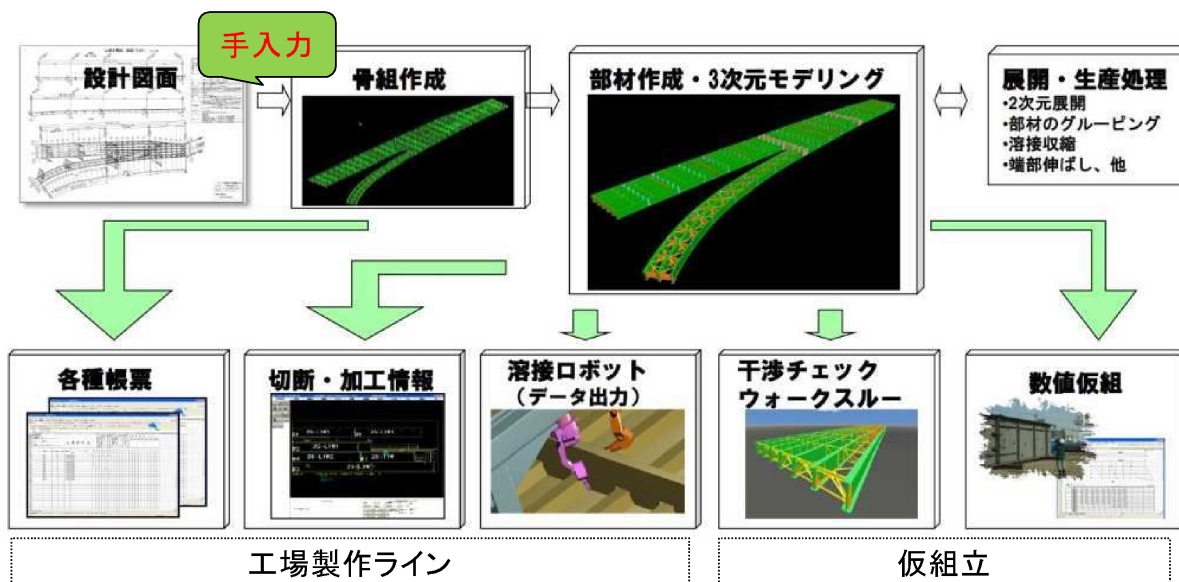 手入力
設計図面
骨組作成
部材作成・3次元モデリング
展開・生産処理
•2次元展開
•部材のグルーピング
•溶接収縮
•端部伸ばし、他
各種帳票
切断・加工情報
溶接ロボット
（データ出力）
干渉チェック
ウォークスルー
数値仮組
工場製作ライン
仮組立